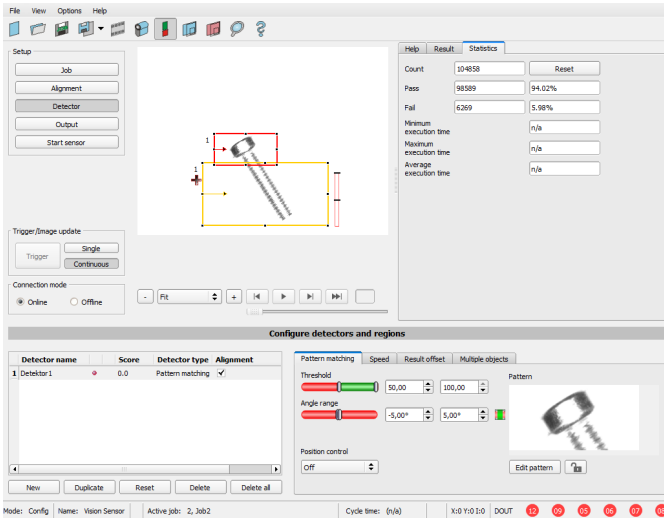 File View Options Help
Setup
Job
Alignment
Detector
Output
Start sensor
Trigger/Image update
Trigger
Single
Continuous
Connection mode
Online Offline
1
1
- Fit +
Help Result Statistics
Count 104858 Reset
Pass 98589 94.02%
Fail 6269 5.98%
Minimum
execution time n/a
Maximum
execution time n/a
Average
execution time n/a
Configure detectors and regions
Detector name Score Detector type Alignment
1 Detektor1 0.0 Pattern matching
New Duplicate Reset Delete Delete all
Pattern matching Speed Result offset Multiple objects
Threshold
50,00 100,00
Angle range
-5,00° 5,00°
Position control
Off
Pattern
Edit pattern
Mode: Config Name: Vision Sensor Active job: 2, Job2 Cycle time: (n/a) X:0 Y:0 I:0 DOUT 12 09 05 06 07 08